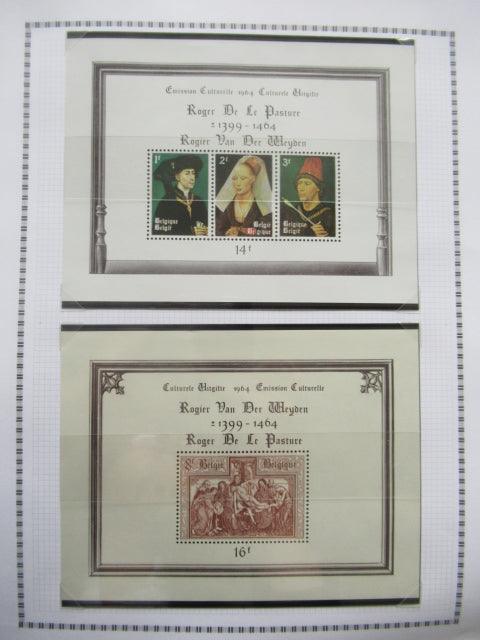 Emission Culturelle 1964 Culturele Uitgifte
Roger De Le Pasture
± 1399 - 1464
Rogier Van Der Weyden
1f 2f 3f
Belgique België
België Belgique
Belgique België
14f
Culturele Uitgifte 1964 Emission Culturelle
Rogier Van Der Weyden
± 1399 - 1464
Roger De Le Pasture
8f België Belgique
16f